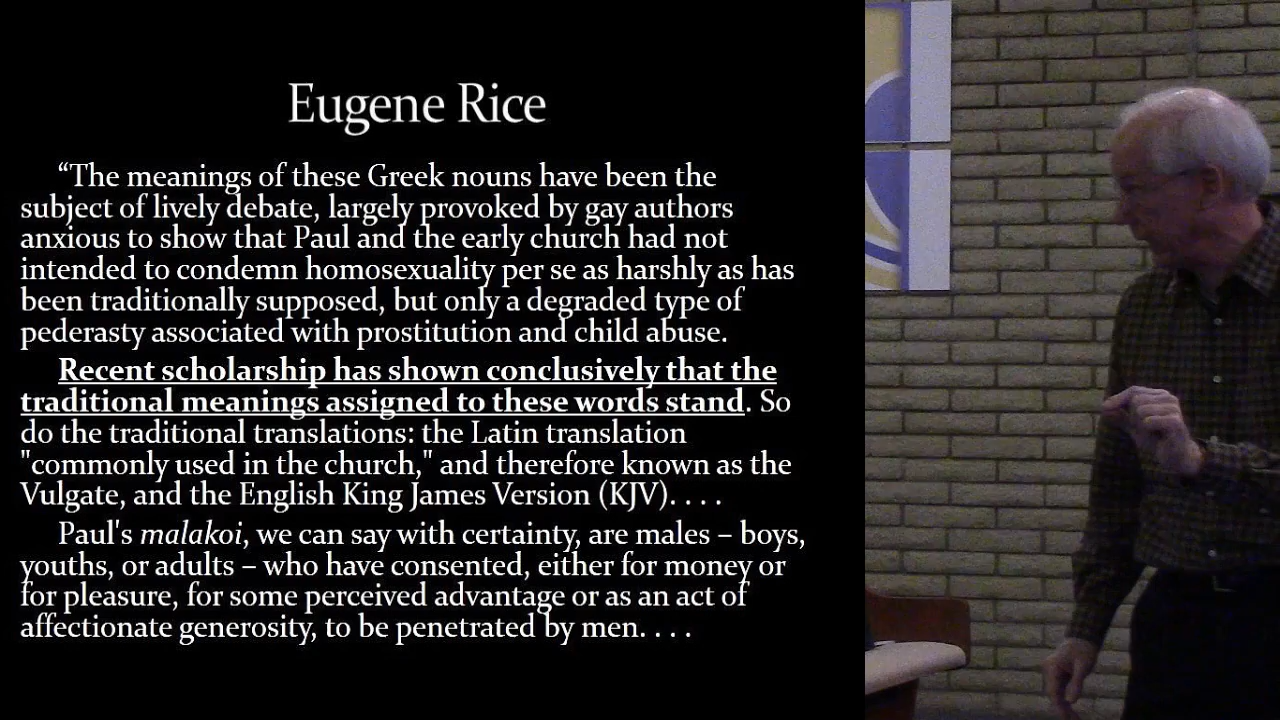 Eugene Rice
“The meanings of these Greek nouns have been the
subject of lively debate, largely provoked by gay authors
anxious to show that Paul and the early church had not
intended to condemn homosexuality per se as harshly as has
been traditionally supposed, but only a degraded type of
pederasty associated with prostitution and child abuse.
Recent scholarship has shown conclusively that the
traditional meanings assigned to these words stand. So
do the traditional translations: the Latin translation
"commonly used in the church," and therefore known as the
Vulgate, and the English King James Version (KJV). . . .
Paul's malakoi, we can say with certainty, are males – boys,
youths, or adults – who have consented, either for money or
for pleasure, for some perceived advantage or as an act of
affectionate generosity, to be penetrated by men. . . .